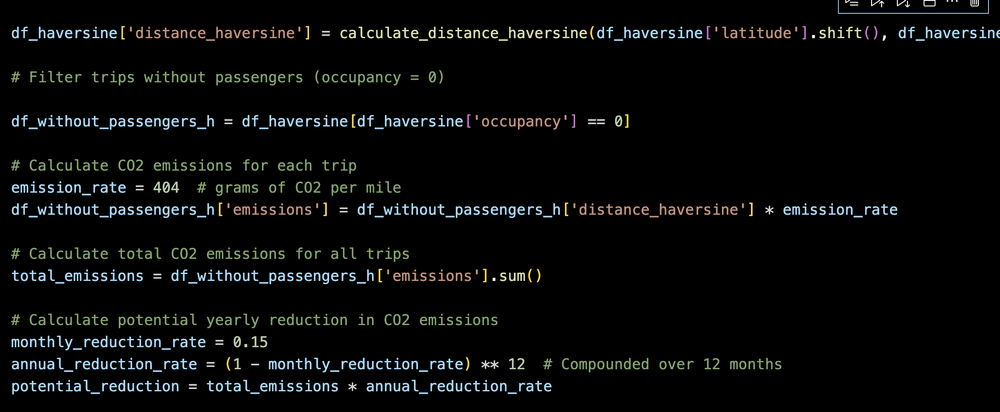 df_haversine['distance_haversine'] = calculate_distance_haversine(df_haversine['latitude'].shift(), df_haversine
# Filter trips without passengers (occupancy = 0)
df_without_passengers_h = df_haversine[df_haversine['occupancy'] == 0]
# Calculate CO2 emissions for each trip
emission_rate = 404  # grams of CO2 per mile
df_without_passengers_h['emissions'] = df_without_passengers_h['distance_haversine'] * emission_rate
# Calculate total CO2 emissions for all trips
total_emissions = df_without_passengers_h['emissions'].sum()
# Calculate potential yearly reduction in CO2 emissions
monthly_reduction_rate = 0.15
annual_reduction_rate = (1 - monthly_reduction_rate) ** 12  # Compounded over 12 months
potential_reduction = total_emissions * annual_reduction_rate